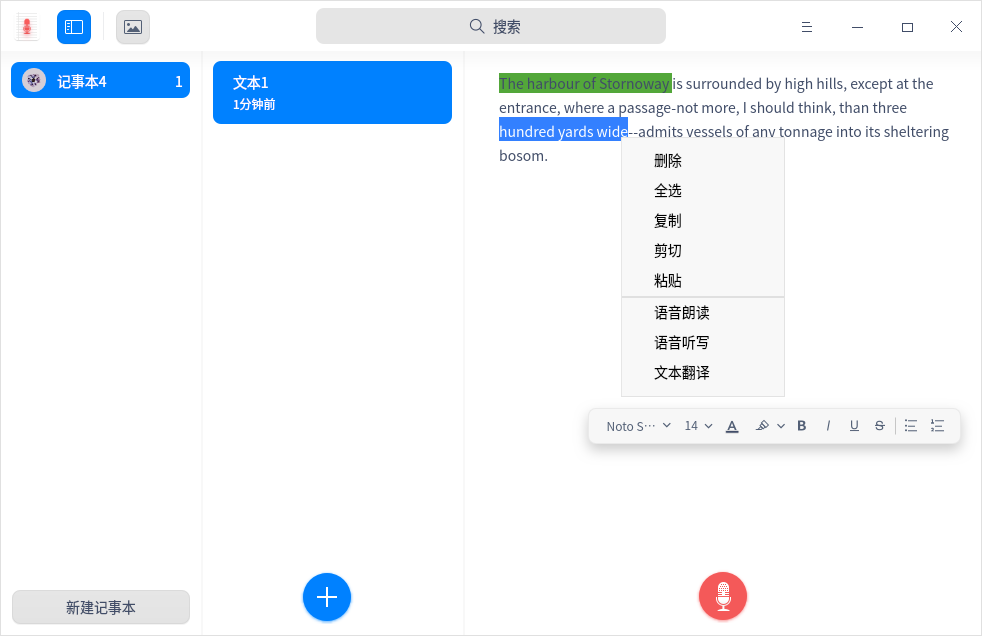 搜索
记事本4 1
文本1
1分钟前
The harbour of Stornoway is surrounded by high hills, except at the
entrance, where a passage-not more, I should think, than three
hundred yards wide--admits vessels of any tonnage into its sheltering
bosom.
删除
全选
复制
剪切
粘贴
语音朗读
语音听写
文本翻译
Noto S··· 14 A B I U S
新建记事本